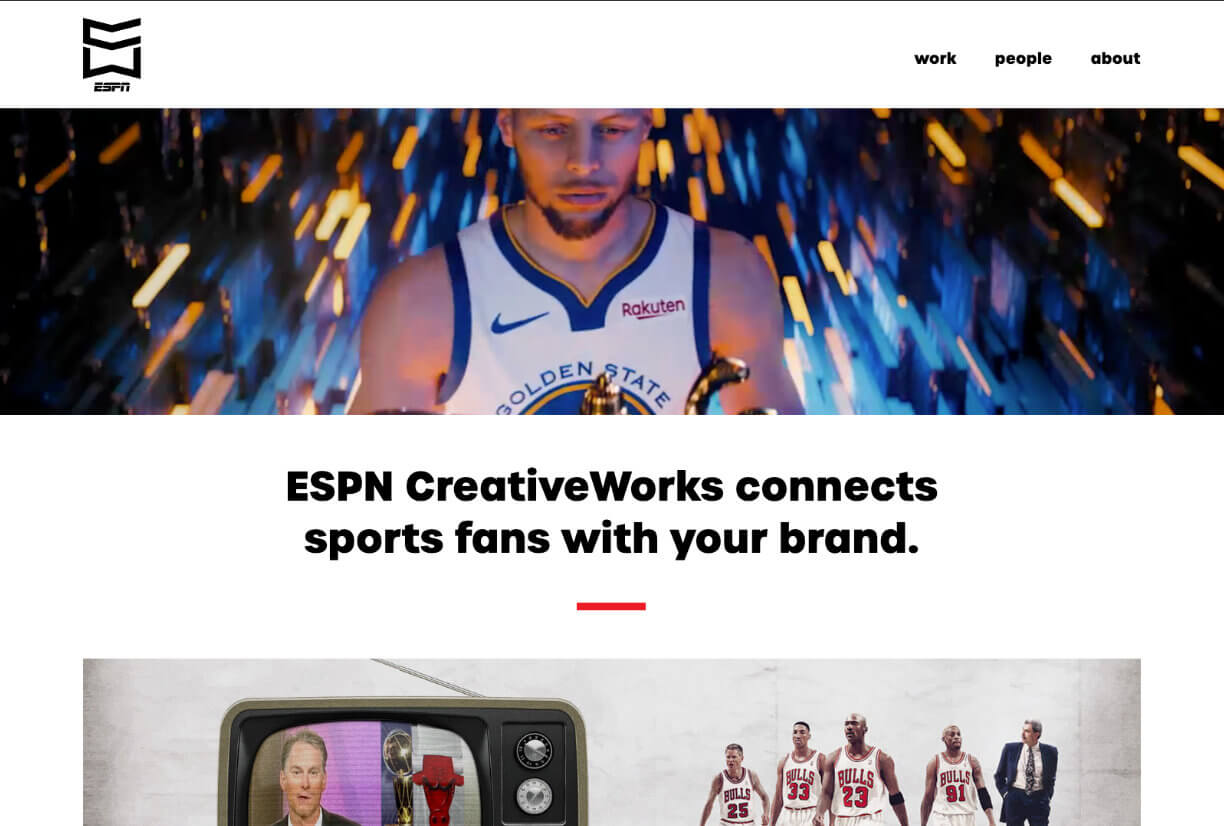 ESPN
work people about
Rakuten
GOLDEN STATE
ESPN CreativeWorks connects
sports fans with your brand.
BULLS
25
BULLS
33
BULLS
23
BULLS
91